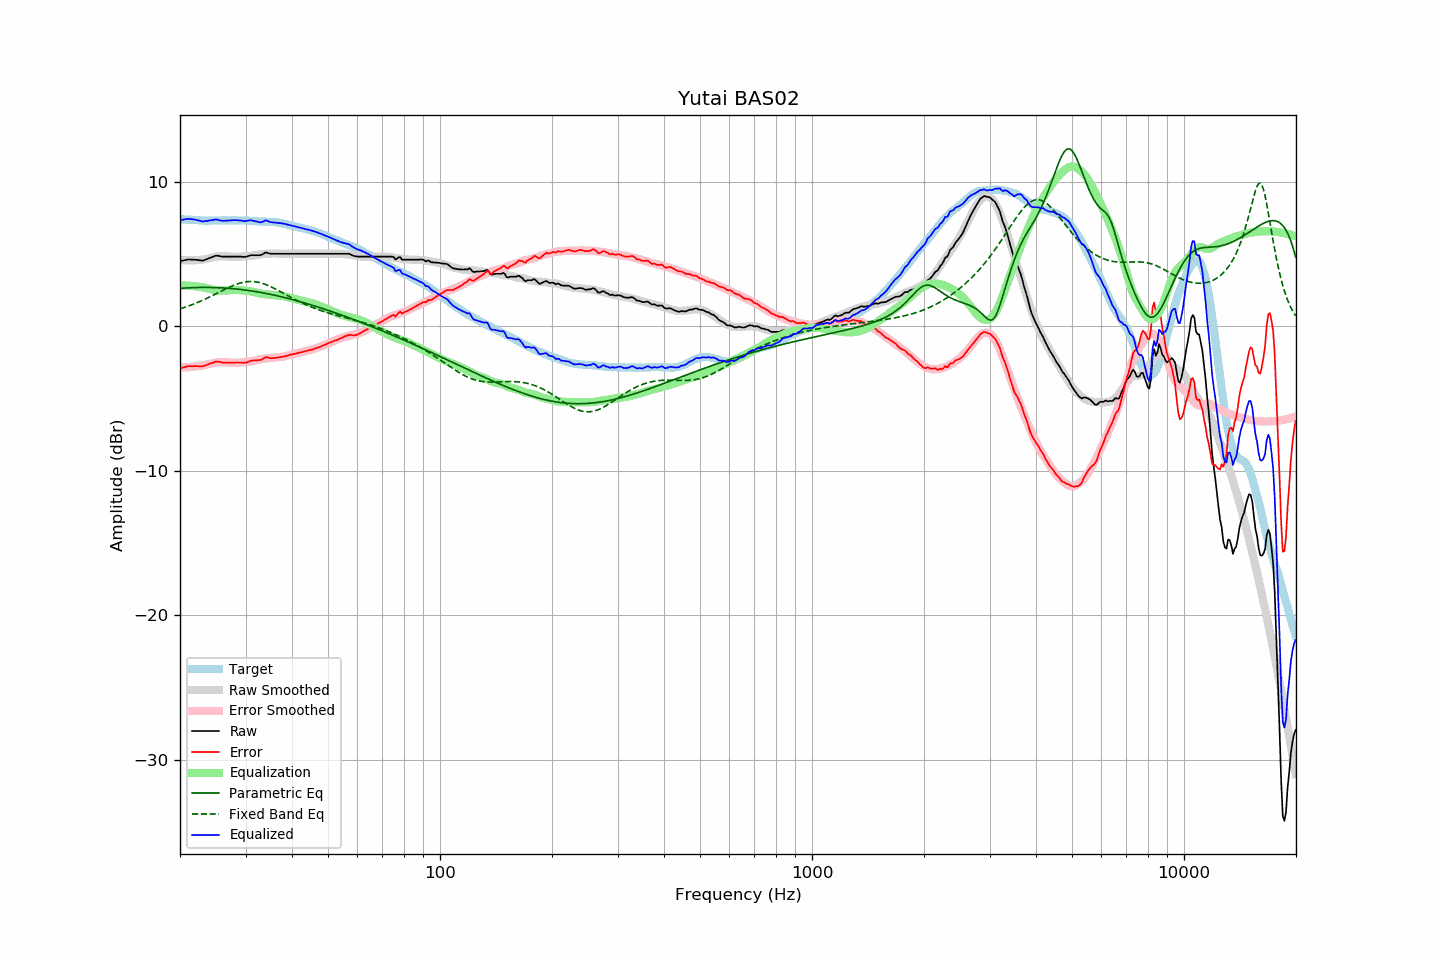 Yutai BAS02
Amplitude (dBr)
10
0
−10
−20
−30
100
1000
10000
Frequency (Hz)
Target
Raw Smoothed
Error Smoothed
Raw
Error
Equalization
Parametric Eq
Fixed Band Eq
Equalized